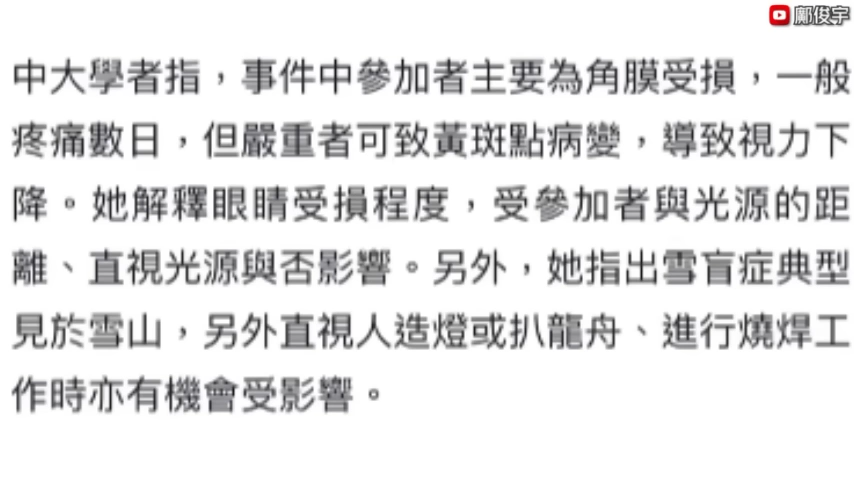 鄺俊宇
中大學者指，事件中參加者主要為角膜受損，一般
疼痛數日，但嚴重者可致黃斑點病變，導致視力下
降。她解釋眼睛受損程度，受參加者與光源的距
離、直視光源與否影響。另外，她指出雪盲症典型
見於雪山，另外直視人造燈或扒龍舟、進行燒焊工
作時亦有機會受影響。